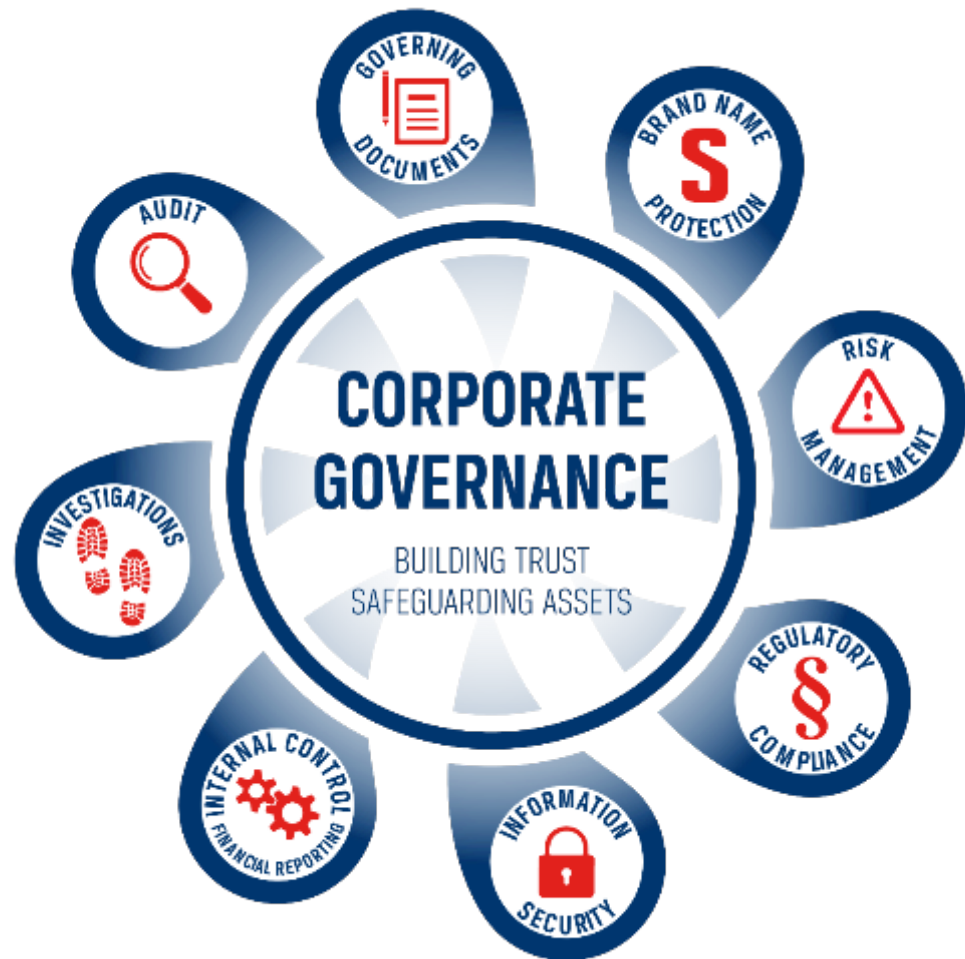 GOVERNING
DOCUMENTS
BRAND NAME
S
PROTECTION
RISK
!
MANAGEMENT
REGULATORY
§
COMPLIANCE
INFORMATION
SECURITY
INTERNAL CONTROL
FINANCIAL REPORTING
INVESTIGATIONS
AUDIT
CORPORATE
GOVERNANCE
BUILDING TRUST
SAFEGUARDING ASSETS